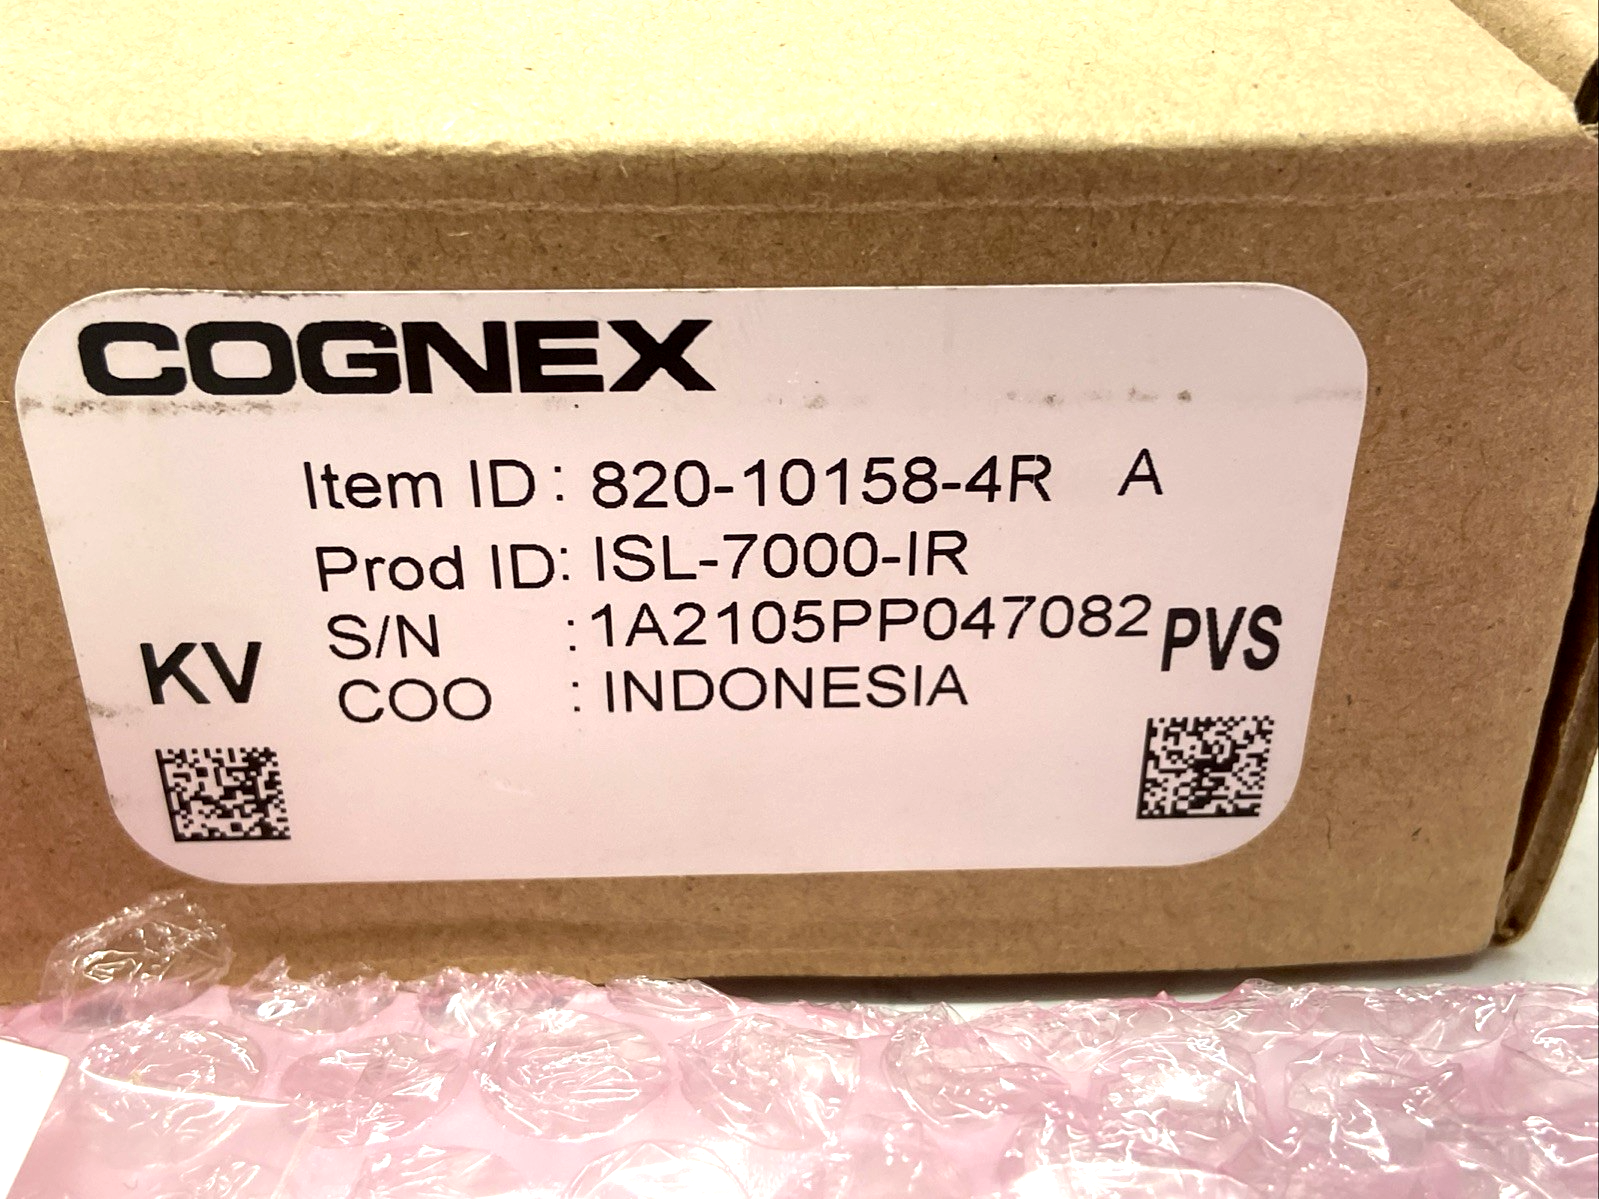 COGNEX
Item ID : 820-10158-4R A
Prod ID: ISL-7000-IR
S/N : 1A2105PP047082
KV
PVS
COO : INDONESIA